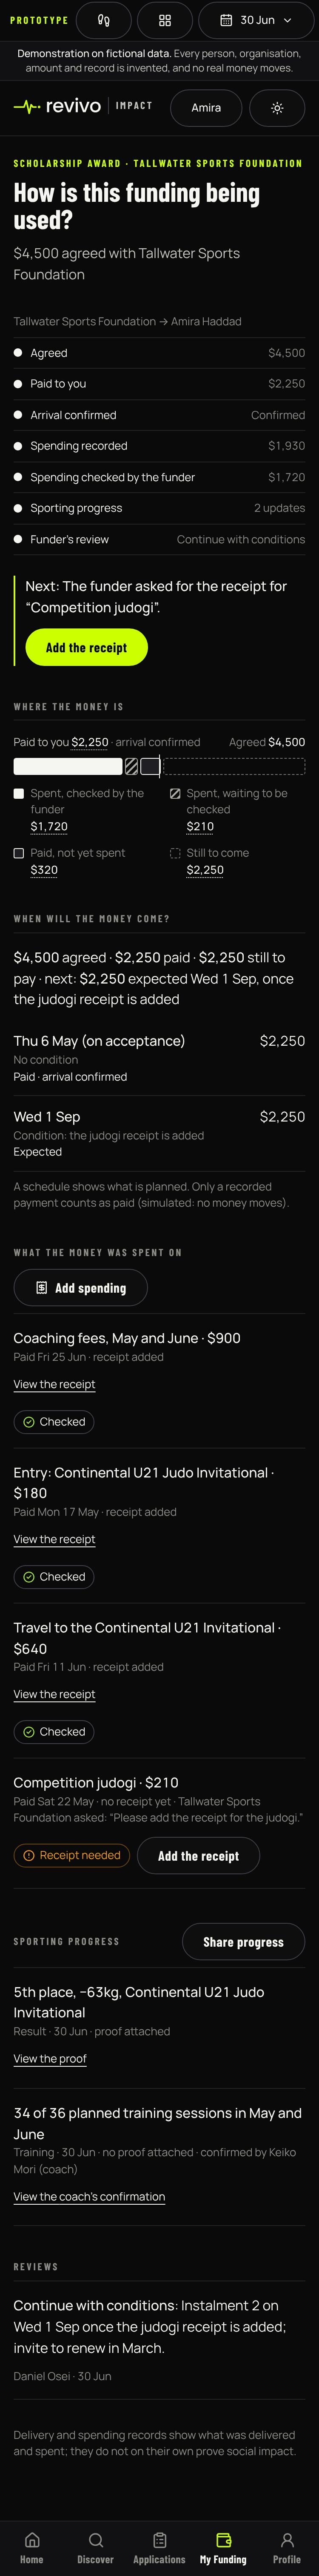 PROTOTYPE
30 Jun
Demonstration on fictional data. Every person, organisation,
amount and record is invented, and no real money moves.
revivo IMPACT
Amira
SCHOLARSHIP AWARD · TALLWATER SPORTS FOUNDATION
How is this funding being
used?
$4,500 agreed with Tallwater Sports
Foundation
Tallwater Sports Foundation → Amira Haddad
Agreed $4,500
Paid to you $2,250
Arrival confirmed Confirmed
Spending recorded $1,930
Spending checked by the funder $1,720
Sporting progress 2 updates
Funder's review Continue with conditions
Next: The funder asked for the receipt for
“Competition judogi”.
Add the receipt
WHERE THE MONEY IS
Paid to you $2,250 · arrival confirmed Agreed $4,500
Spent, checked by the
funder
$1,720
Spent, waiting to be
checked
$210
Paid, not yet spent
$320
Still to come
$2,250
WHEN WILL THE MONEY COME?
$4,500 agreed · $2,250 paid · $2,250 still to
pay · next: $2,250 expected Wed 1 Sep, once
the judogi receipt is added
Thu 6 May (on acceptance) $2,250
No condition
Paid · arrival confirmed
Wed 1 Sep $2,250
Condition: the judogi receipt is added
Expected
A schedule shows what is planned. Only a recorded
payment counts as paid (simulated: no money moves).
WHAT THE MONEY WAS SPENT ON
Add spending
Coaching fees, May and June · $900
Paid Fri 25 Jun · receipt added
View the receipt
Checked
Entry: Continental U21 Judo Invitational ·
$180
Paid Mon 17 May · receipt added
View the receipt
Checked
Travel to the Continental U21 Invitational ·
$640
Paid Fri 11 Jun · receipt added
View the receipt
Checked
Competition judogi · $210
Paid Sat 22 May · no receipt yet · Tallwater Sports
Foundation asked: “Please add the receipt for the judogi.”
Receipt needed
Add the receipt
SPORTING PROGRESS
Share progress
5th place, −63kg, Continental U21 Judo
Invitational
Result · 30 Jun · proof attached
View the proof
34 of 36 planned training sessions in May and
June
Training · 30 Jun · no proof attached · confirmed by Keiko
Mori (coach)
View the coach's confirmation
REVIEWS
Continue with conditions: Instalment 2 on
Wed 1 Sep once the judogi receipt is added;
invite to renew in March.
Daniel Osei · 30 Jun
Delivery and spending records show what was delivered
and spent; they do not on their own prove social impact.
Home Discover Applications My Funding Profile